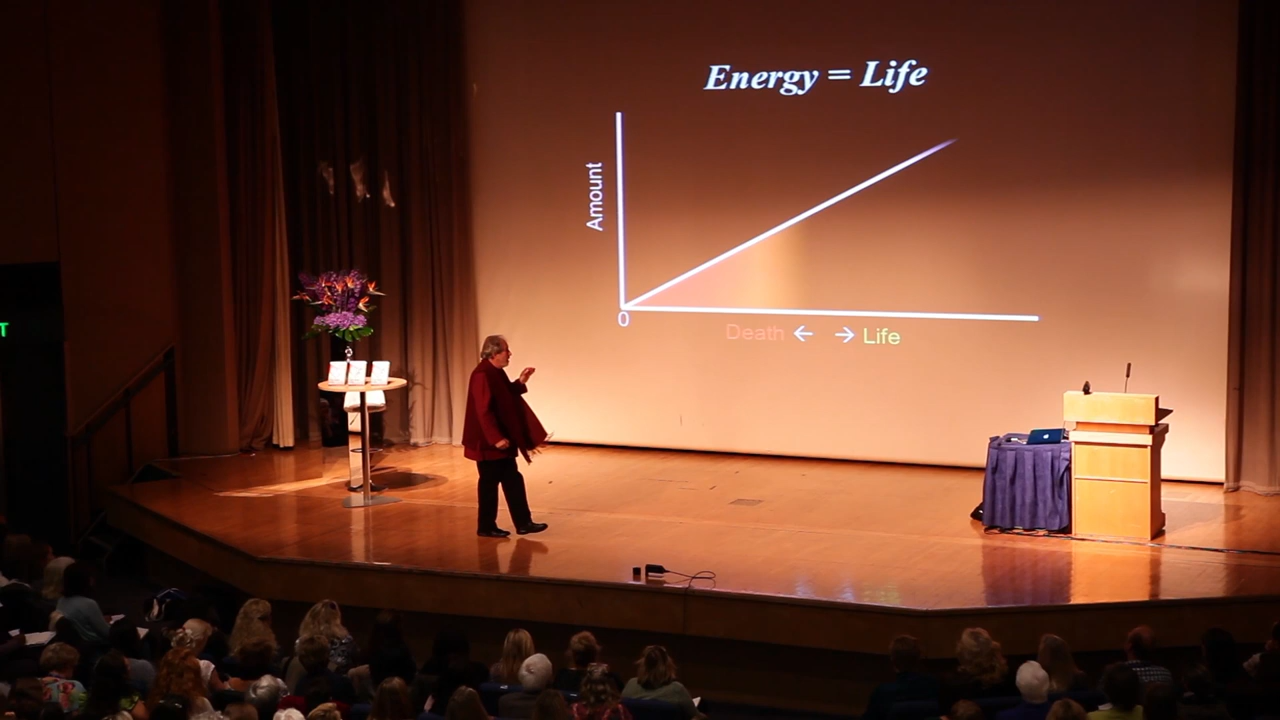 Energy = Life
Amount
0
Death ← → Life
T